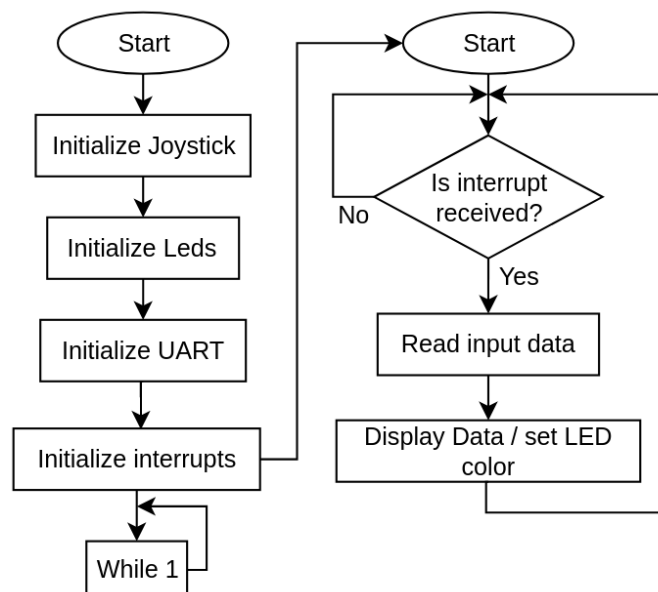 Start
Initialize Joystick
Initialize Leds
Initialize UART
Initialize interrupts
While 1
Start
Is interrupt
received?
No
Yes
Read input data
Display Data / set LED
color